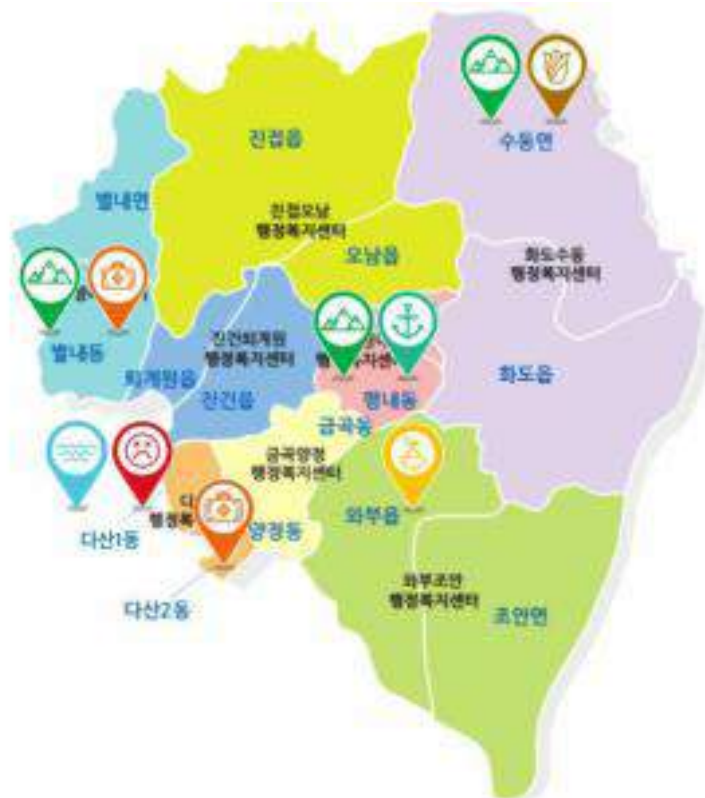 진접읍
수동면
별내면
진접오남
행정복지센터
오남읍
화도수동
행정복지센터
진건퇴계원
행정복지센터
별내동
퇴계원읍
진건읍
평내동
화도읍
금곡동
금곡양정
행정복지센터
와부읍
다
행정복
양정동
다산1동
와부조안
행정복지센터
다산2동
조안면